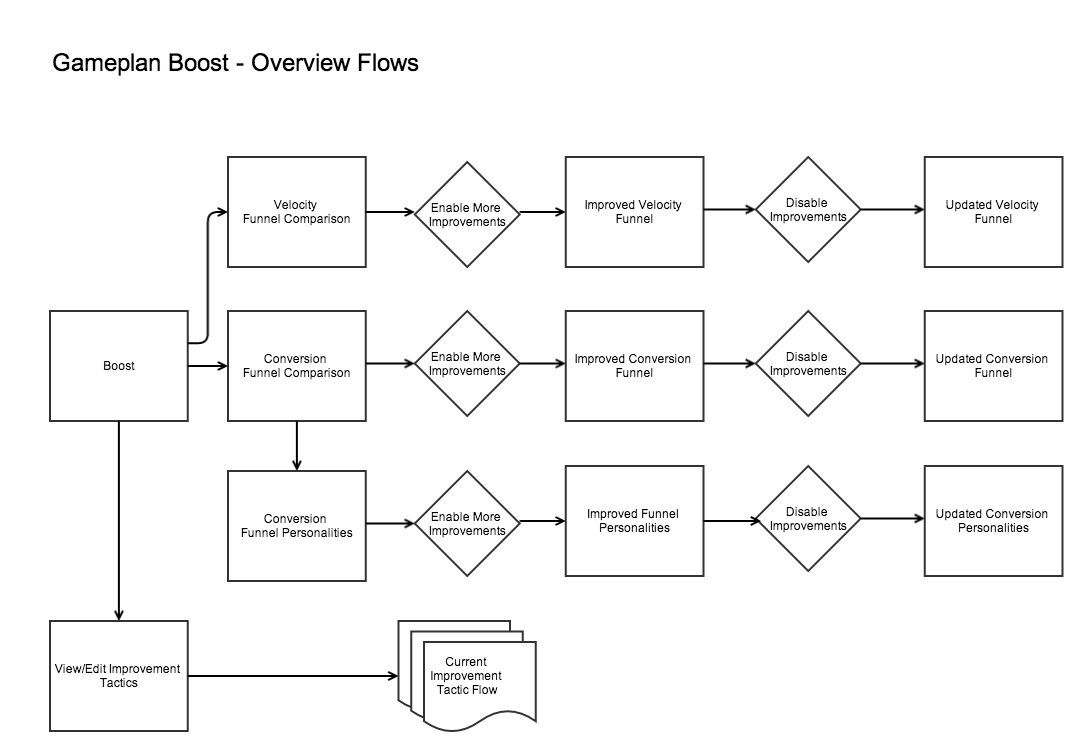 Gameplan Boost - Overview Flows
Velocity
Funnel Comparison
Enable More
Improvements
Improved Velocity
Funnel
Disable
Improvements
Updated Velocity
Funnel
Boost
Conversion
Funnel Comparison
Enable More
Improvements
Improved Conversion
Funnel
Disable
Improvements
Updated Conversion
Funnel
Conversion
Funnel Personalities
Enable More
Improvements
Improved Funnel
Personalities
Disable
Improvements
Updated Conversion
Personalities
View/Edit Improvement
Tactics
Current
Improvement
Tactic Flow